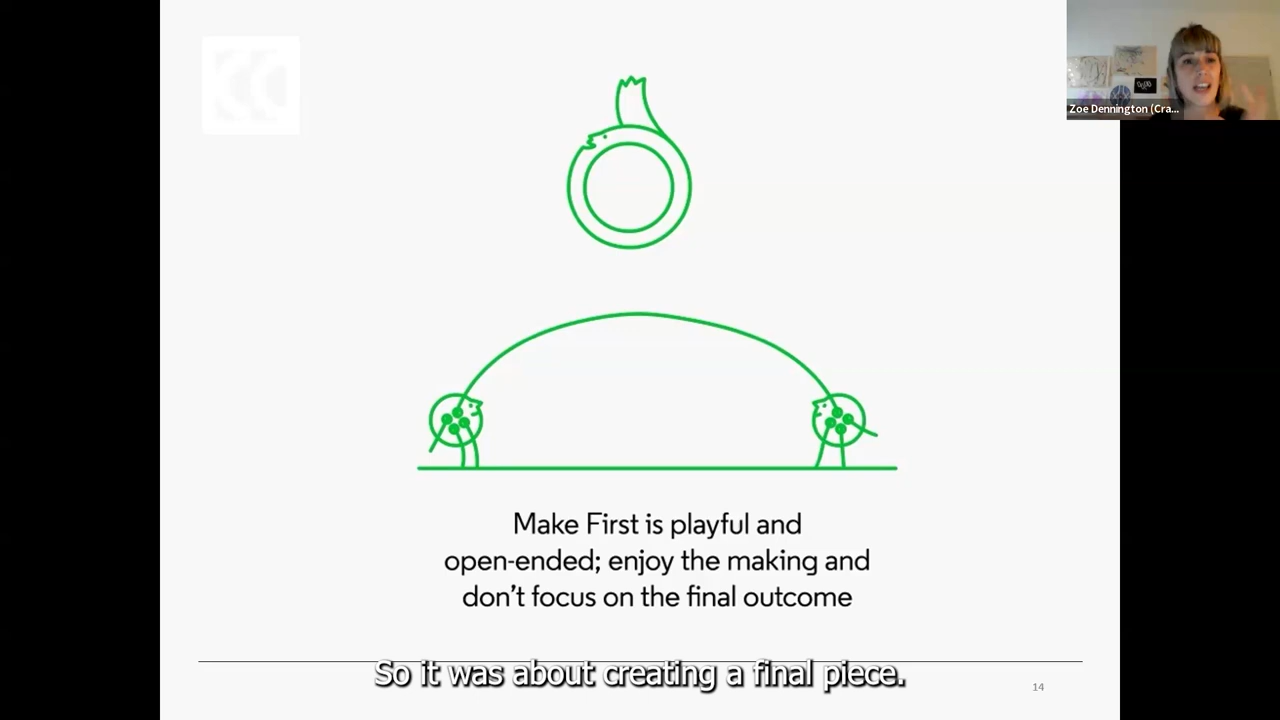 Zoe Dennington (Cra...
Make First is playful and
open-ended; enjoy the making and
don't focus on the final outcome
So it was about creating a final piece.
14